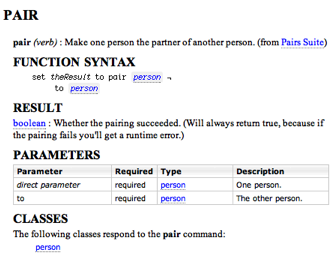 PAIR
pair (verb) : Make one person the partner of another person. (from Pairs Suite)
FUNCTION SYNTAX
set theResult to pair person ¬
to person
RESULT
boolean : Whether the pairing succeeded. (Will always return true, because if
the pairing fails you'll get a runtime error.)
PARAMETERS
Parameter Required Type Description
direct parameter required person One person.
to required person The other person.
CLASSES
The following classes respond to the pair command:
person